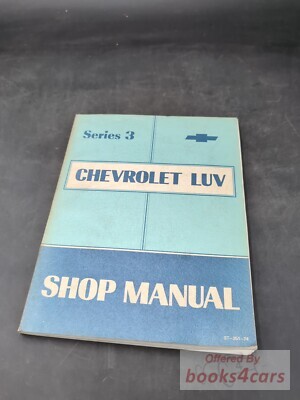 Series 3
CHEVROLET LUV
SHOP MANUAL
Offered By
books4cars